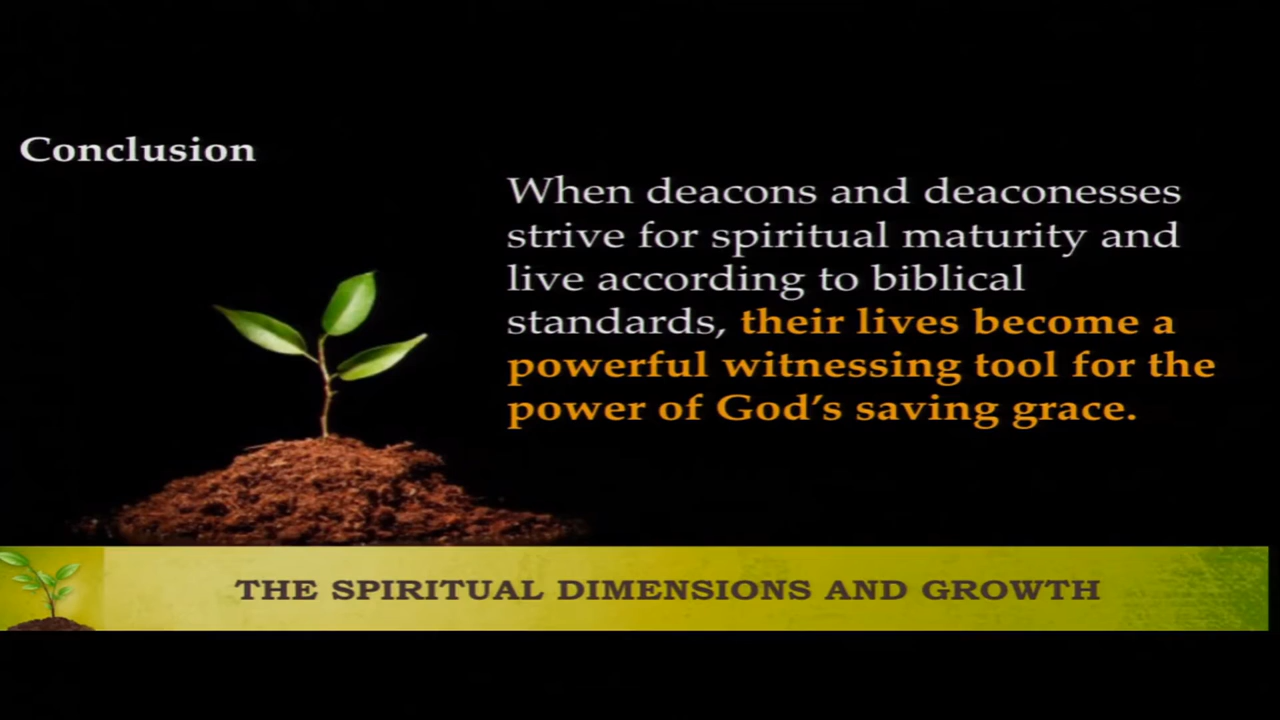 Conclusion
When deacons and deaconesses
strive for spiritual maturity and
live according to biblical
standards, their lives become a
powerful witnessing tool for the
power of God’s saving grace.
THE SPIRITUAL DIMENSIONS AND GROWTH